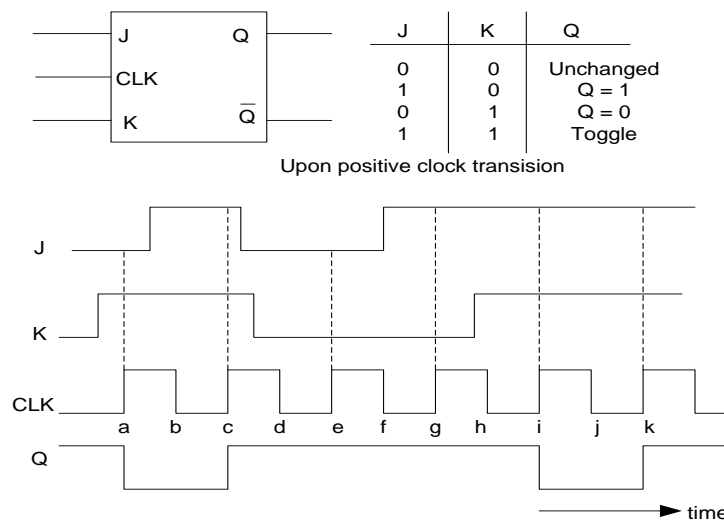 J Q J K Q
CLK
K Q̅
0 0 Unchanged
1 0 Q = 1
0 1 Q = 0
1 1 Toggle
Upon positive clock transision
J
K
CLK
a b c d e f g h i j k
Q
time